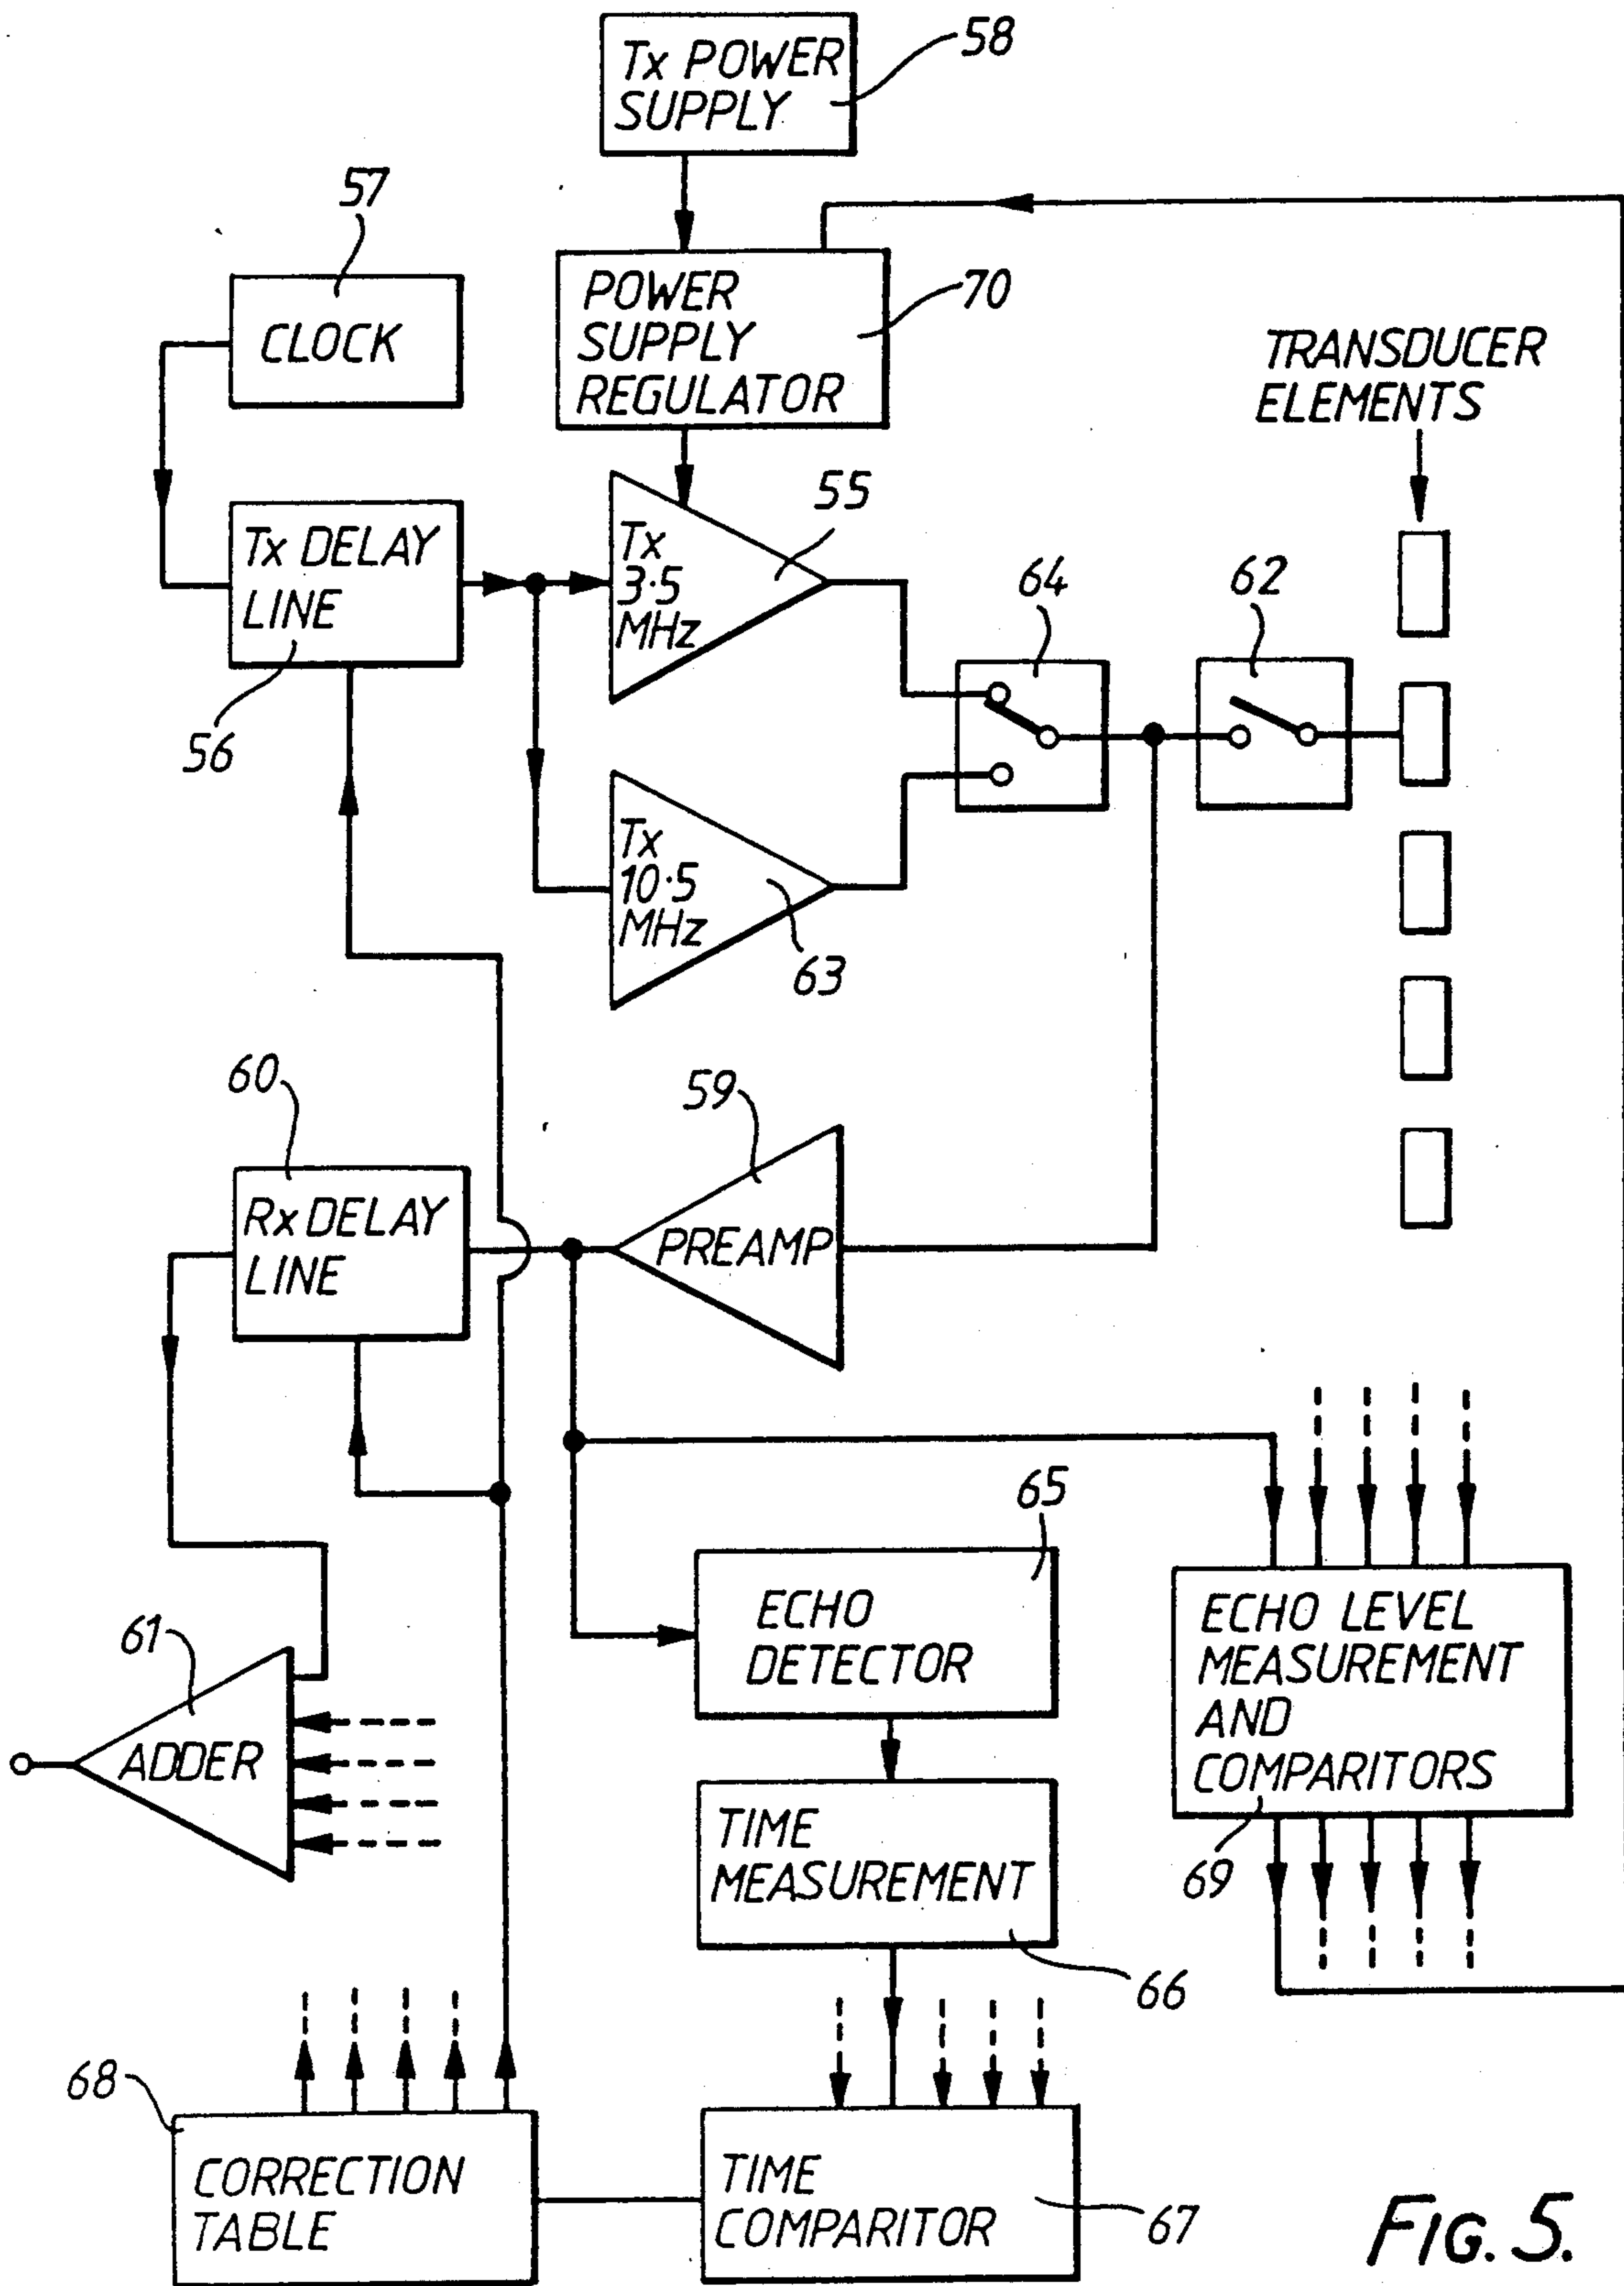 Tx POWER
SUPPLY
58
57
CLOCK
POWER
SUPPLY
REGULATOR
70
TRANSDUCER
ELEMENTS
Tx DELAY
LINE
56
Tx
3·5
MHz
55
64
62
Tx
10·5
MHz
63
60
Rx DELAY
LINE
59
PREAMP
65
ECHO
DETECTOR
ECHO LEVEL
MEASUREMENT
AND
COMPARITORS
69
61
ADDER
TIME
MEASUREMENT
66
68
CORRECTION
TABLE
TIME
COMPARITOR
67
FIG. 5.